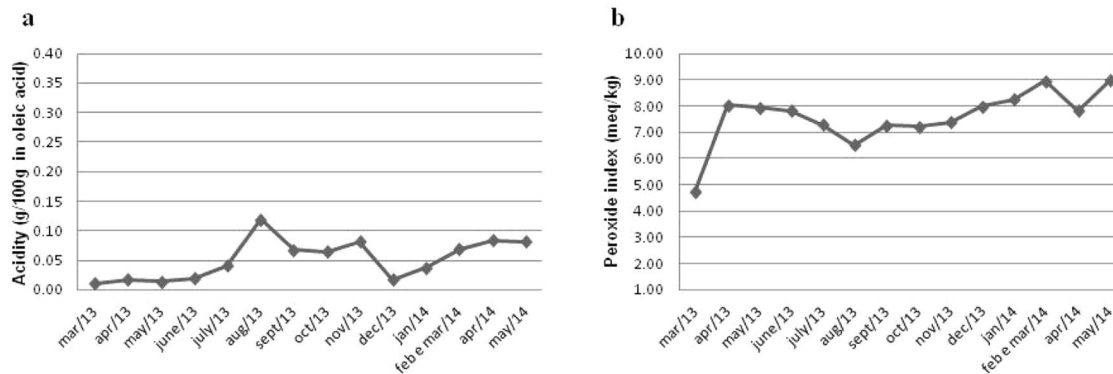 a
Acidity (g/100g in oleic acid)
0.40
0.35
0.30
0.25
0.20
0.15
0.10
0.05
0.00
mar/13
apr/13
may/13
june/13
july/13
aug/13
sept/13
oct/13
nov/13
dec/13
jan/14
feb e mar/14
apr/14
may/14
b
Peroxide index (meq/kg)
10.00
9.00
8.00
7.00
6.00
5.00
4.00
3.00
2.00
1.00
mar/13
apr/13
may/13
june/13
july/13
aug/13
sept/13
oct/13
nov/13
dec/13
jan/14
feb e mar/14
apr/14
may/14